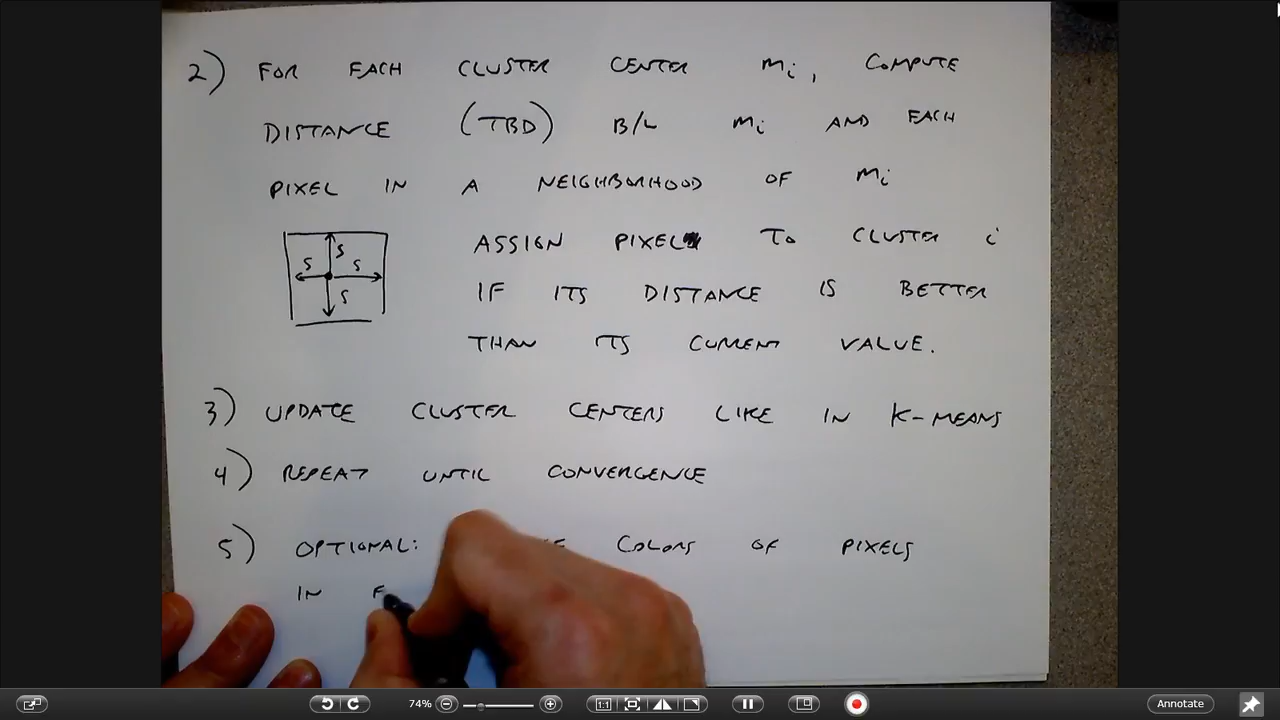 2) FOR EACH CLUSTER CENTER mi, COMPUTE
DISTANCE (TBD) B/W mi AND EACH
PIXEL IN A NEIGHBORHOOD OF mi
ASSIGN PIXEL TO CLUSTER i
S
S S
S
IF ITS DISTANCE IS BETTER
THAN ITS CURRENT VALUE.
3) UPDATE CLUSTER CENTERS LIKE IN K-MEANS
4) REPEAT UNTIL CONVERGENCE
5) OPTIONAL: COLORS OF PIXELS
IN
74%
1:1
Annotate